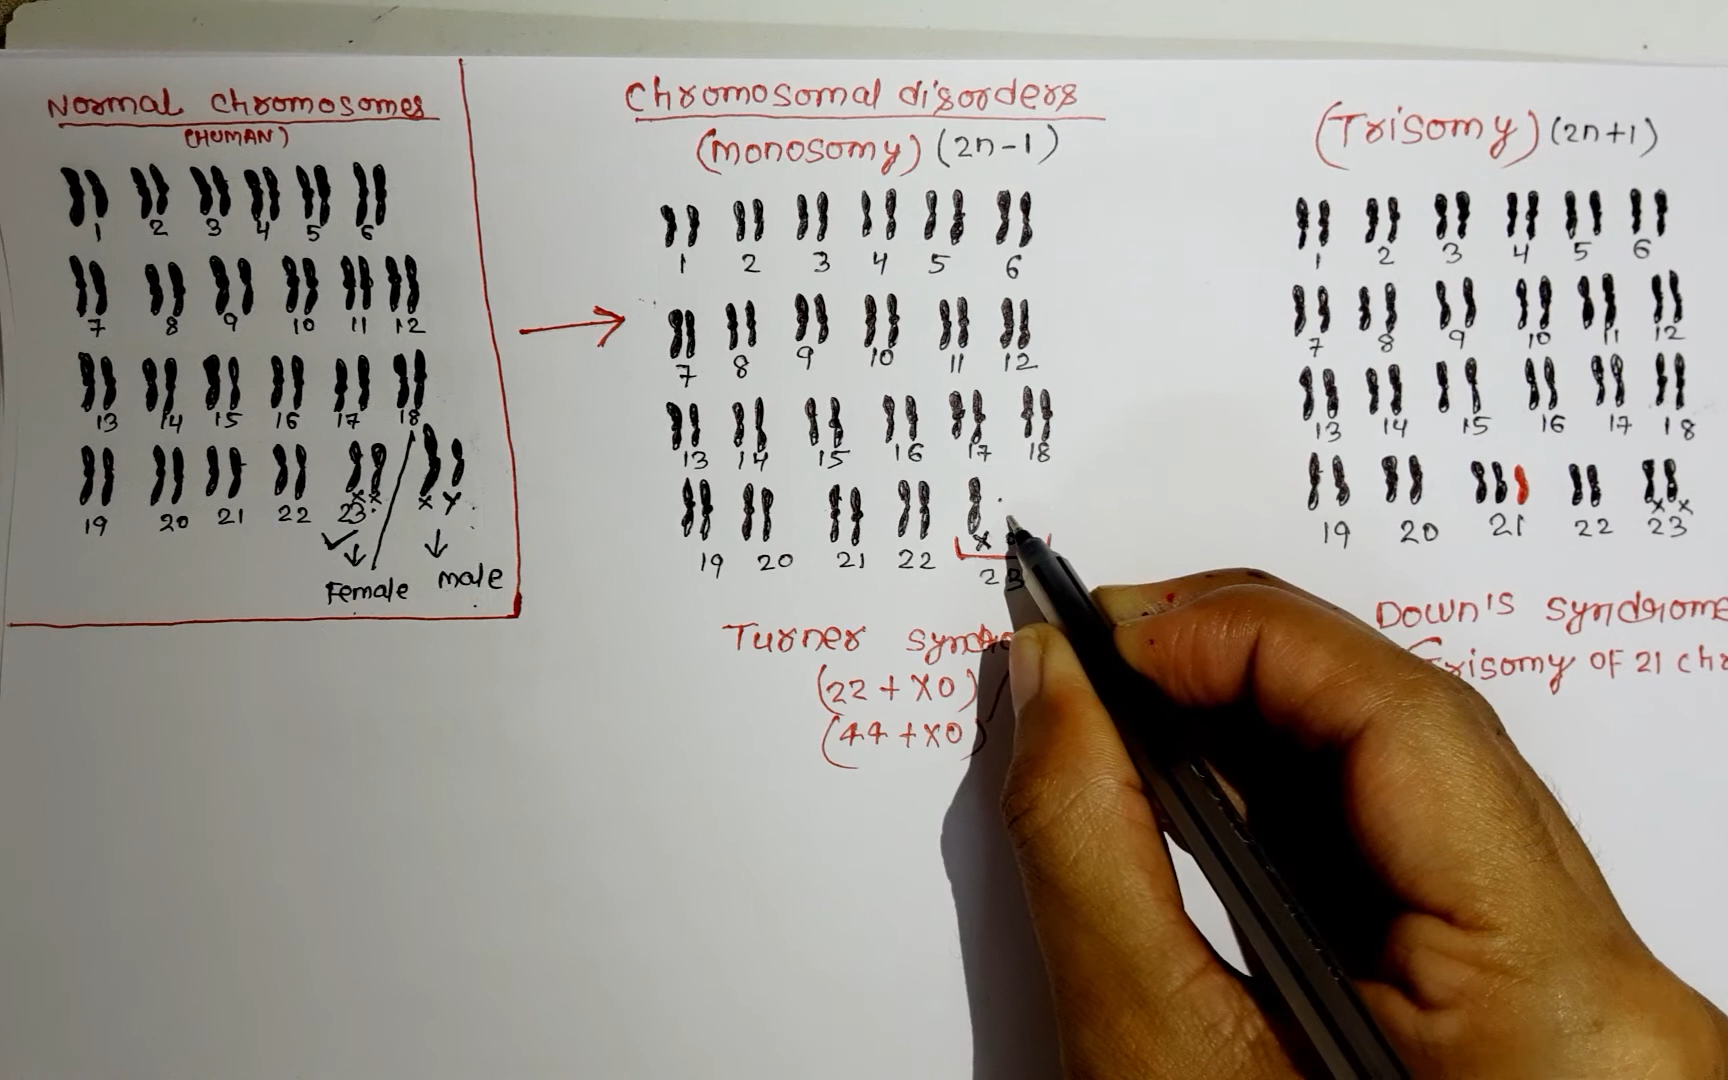 Normal Chromosomes
(HUMAN)
1 2 3 4 5 6
7 8 9 10 11 12
13 14 15 16 17 18
x x x y
19 20 21 22 23
Female male
Chromosomal disorders
(monosomy) (2n-1)
1 2 3 4 5 6
7 8 9 10 11 12
13 14 15 16 17 18
x
19 20 21 22 23
Turner
(22 + XO)
(44 + XO)
(Trisomy) (2n+1)
1 2 3 4 5 6
7 8 9 10 11 12
13 14 15 16 17 18
x x
19 20 21 22 23
Down's syndrome
OF 21